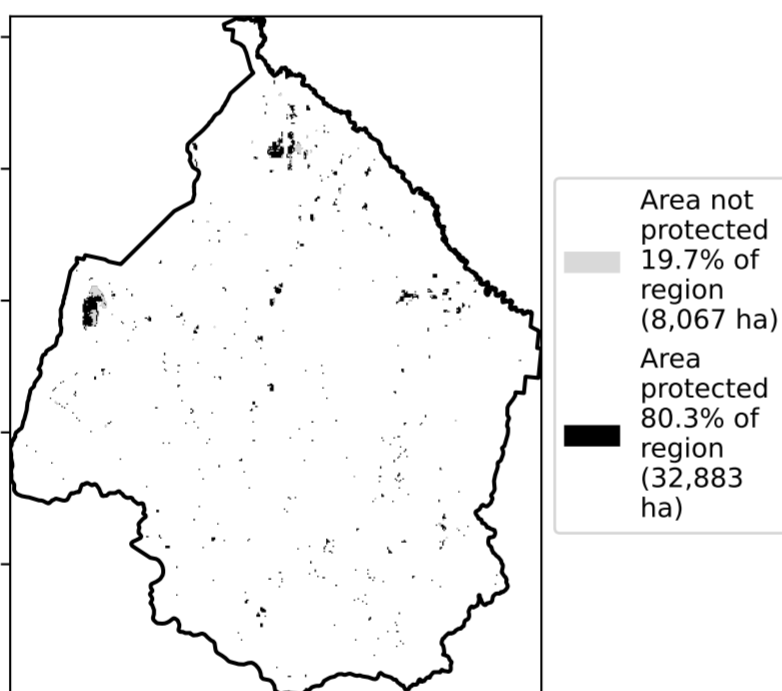 Area not
protected
19.7% of
region
(8,067 ha)
Area
protected
80.3% of
region
(32,883
ha)